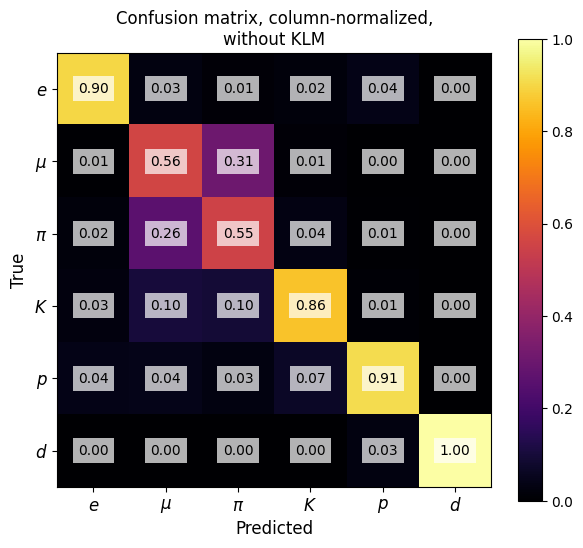 Confusion matrix, column-normalized,
without KLM
True
e 0.90 0.03 0.01 0.02 0.04 0.00
μ 0.01 0.56 0.31 0.01 0.00 0.00
π 0.02 0.26 0.55 0.04 0.01 0.00
K 0.03 0.10 0.10 0.86 0.01 0.00
p 0.04 0.04 0.03 0.07 0.91 0.00
d 0.00 0.00 0.00 0.00 0.03 1.00
e μ π K p d
Predicted
1.0
0.8
0.6
0.4
0.2
0.0